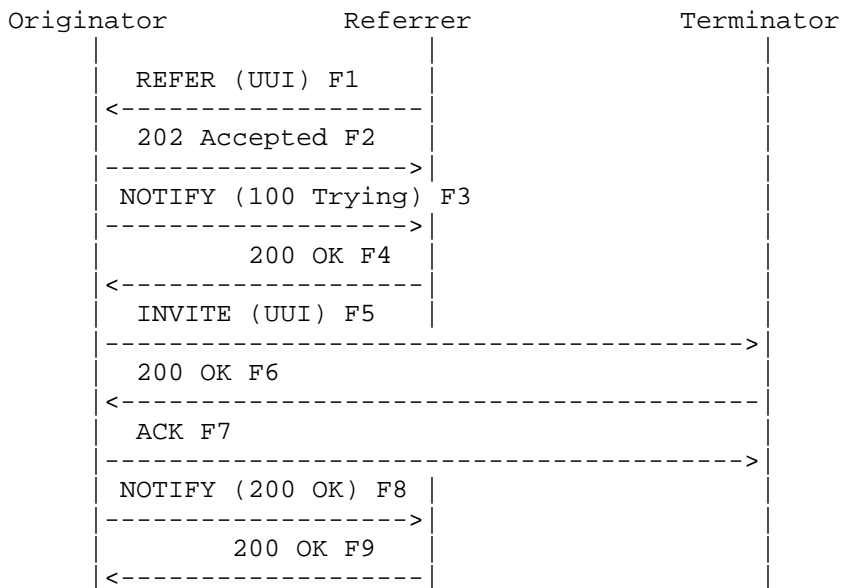 Originator Referrer Terminator
REFER (UUI) F1
202 Accepted F2
NOTIFY (100 Trying) F3
200 OK F4
INVITE (UUI) F5
200 OK F6
ACK F7
NOTIFY (200 OK) F8
200 OK F9